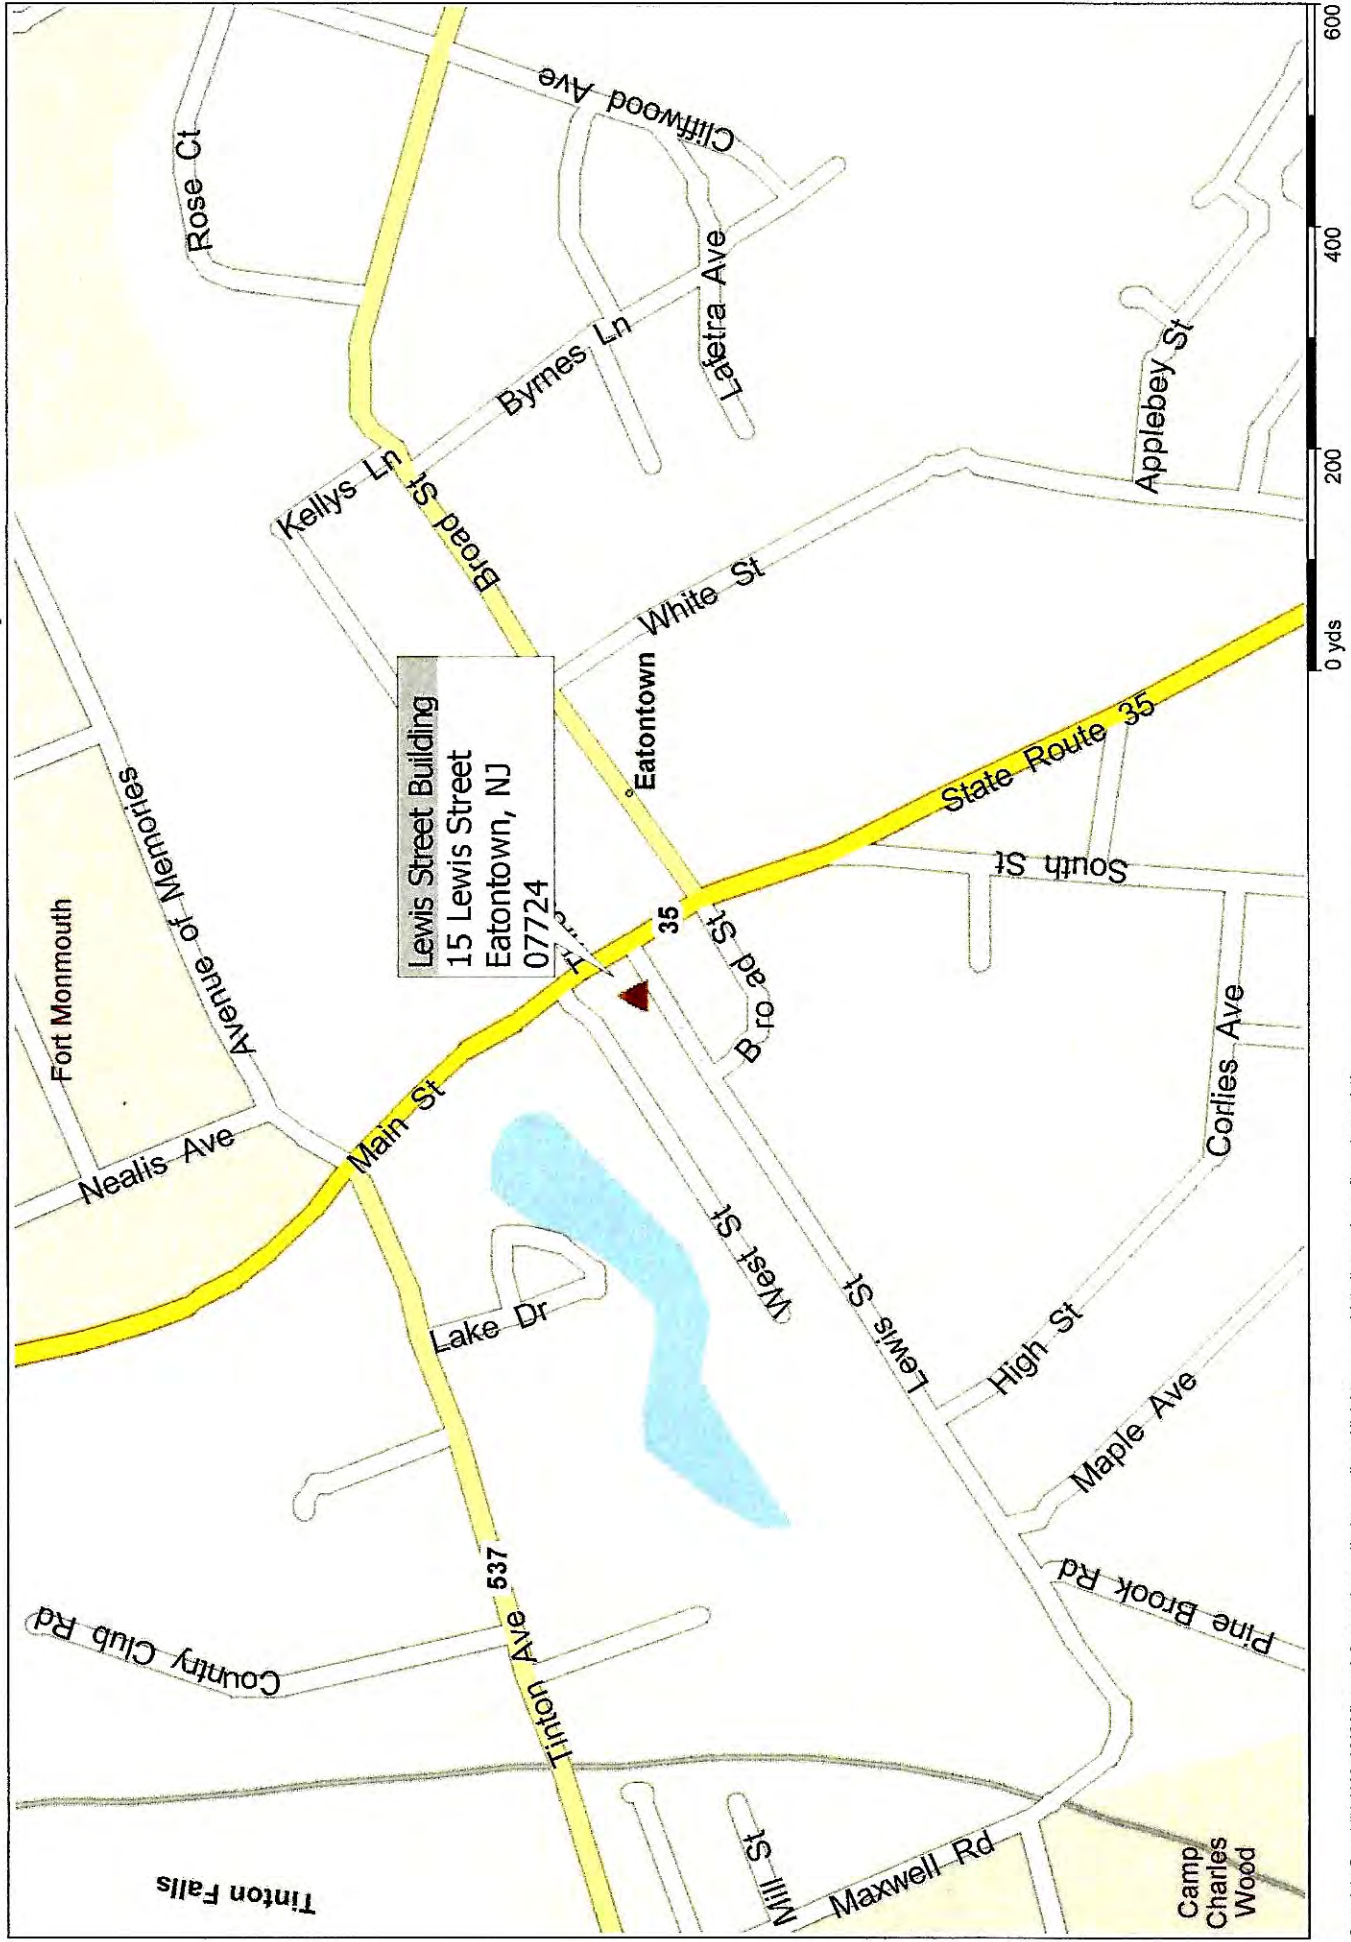 Tinton Falls
Fort Monmouth
Country Club Rd
Nealis Ave
Avenue of Memories
Rose Ct
537
Tinton Ave
Lake Dr
Main St
Kellys Ln
Broad St
Cliffwood Ave
Byrnes Ln
Lafetra Ave
Lewis Street Building
15 Lewis Street
Eatontown, NJ
07724
35
Eatontown
White St
West St
Broad St
Lewis St
Mill St
Maxwell Rd
High St
Maple Ave
Pine Brook Rd
Corlies Ave
South St
State Route 35
Applebey St
Camp
Charles
Wood
0 yds
200
400
600